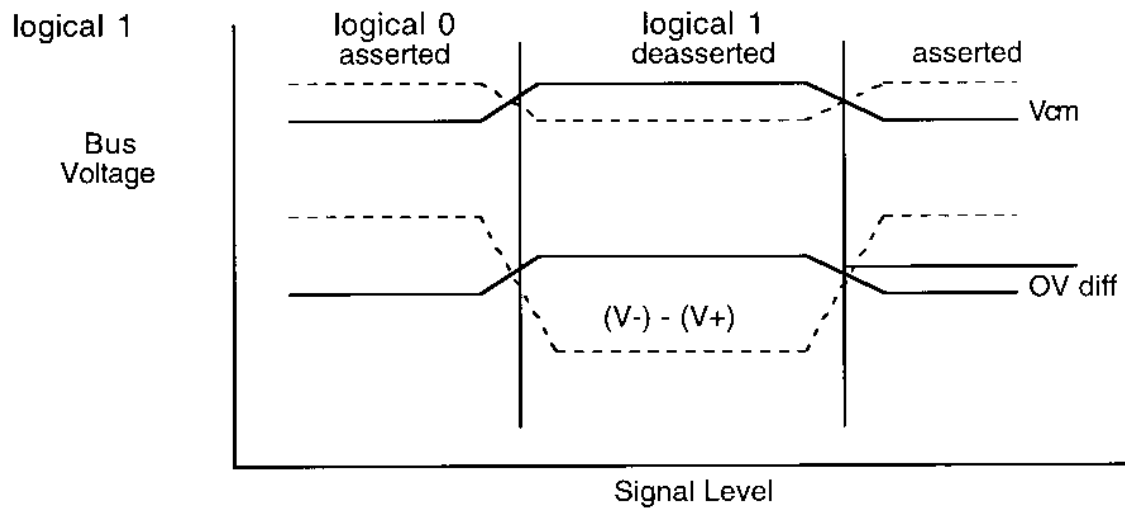 logical 1
logical 0
asserted
logical 1
deasserted
asserted
Vcm
Bus
Voltage
OV diff
(V-) - (V+)
Signal Level